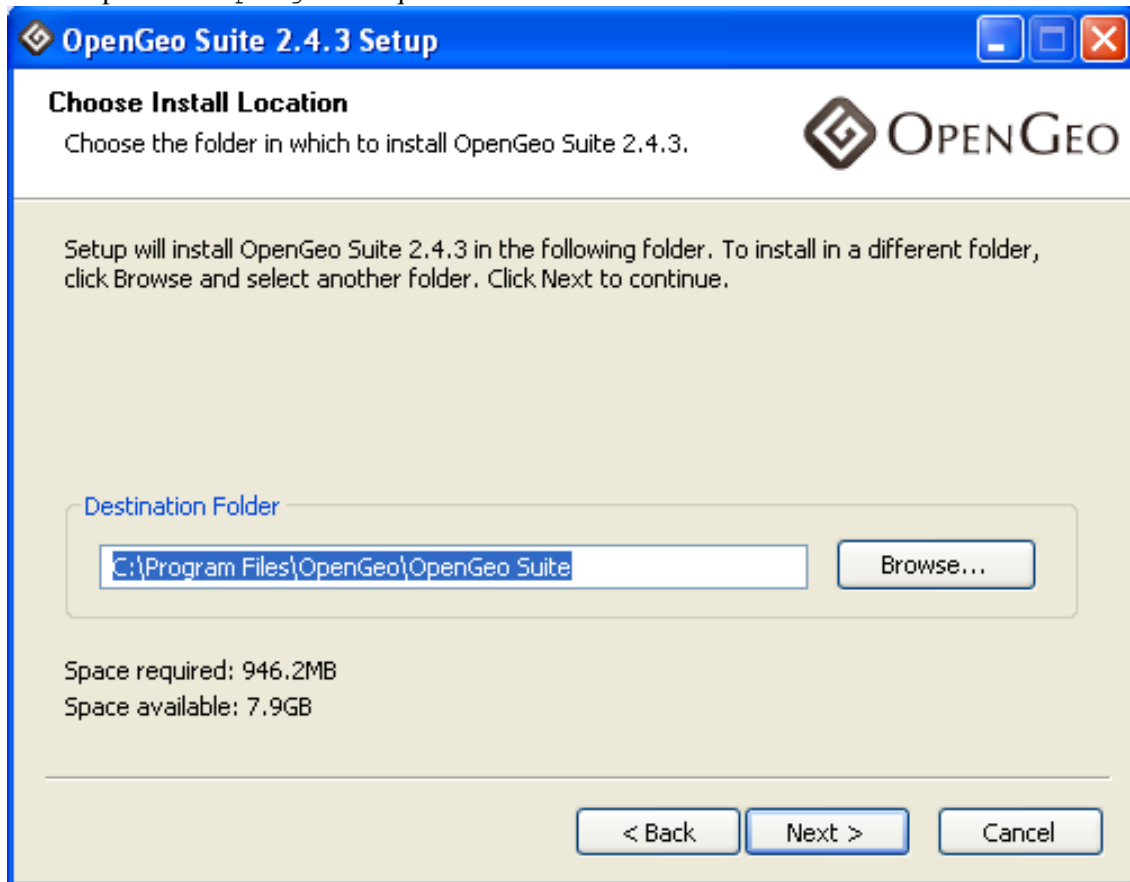 OpenGeo Suite 2.4.3 Setup
Choose Install Location
Choose the folder in which to install OpenGeo Suite 2.4.3.
OPENGEO
Setup will install OpenGeo Suite 2.4.3 in the following folder. To install in a different folder,
click Browse and select another folder. Click Next to continue.
Destination Folder
C:\Program Files\OpenGeo\OpenGeo Suite
Browse...
Space required: 946.2MB
Space available: 7.9GB
< Back
Next >
Cancel